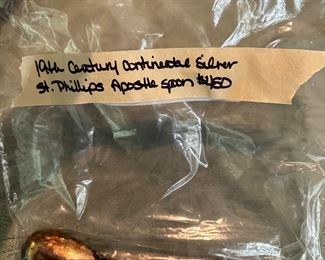 19th Century Continental Silver
St. Phillips Apostle spoon $450